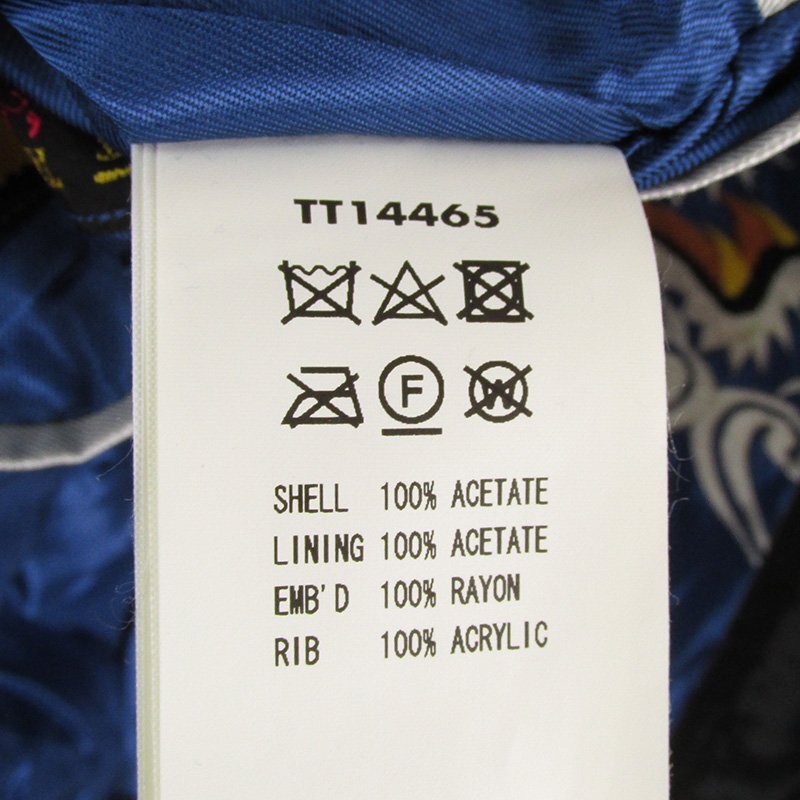 TT14465
F
W
SHELL 100% ACETATE
LINING 100% ACETATE
EMB'D 100% RAYON
RIB 100% ACRYLIC